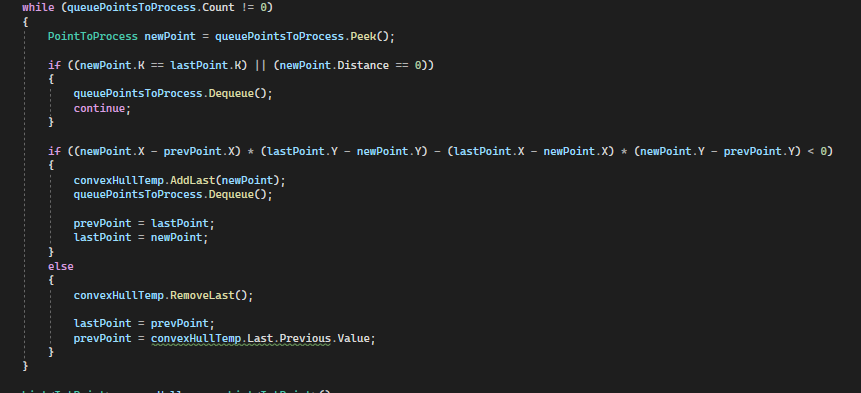 while (queuePointsToProcess.Count != 0)
{
PointToProcess newPoint = queuePointsToProcess.Peek();
if ((newPoint.K == lastPoint.K) || (newPoint.Distance == 0))
{
queuePointsToProcess.Dequeue();
continue;
}
if ((newPoint.X - prevPoint.X) * (lastPoint.Y - newPoint.Y) - (lastPoint.X - newPoint.X) * (newPoint.Y - prevPoint.Y) < 0)
{
convexHullTemp.AddLast(newPoint);
queuePointsToProcess.Dequeue();
prevPoint = lastPoint;
lastPoint = newPoint;
}
else
{
convexHullTemp.RemoveLast();
lastPoint = prevPoint;
prevPoint = convexHullTemp.Last.Previous.Value;
}
}